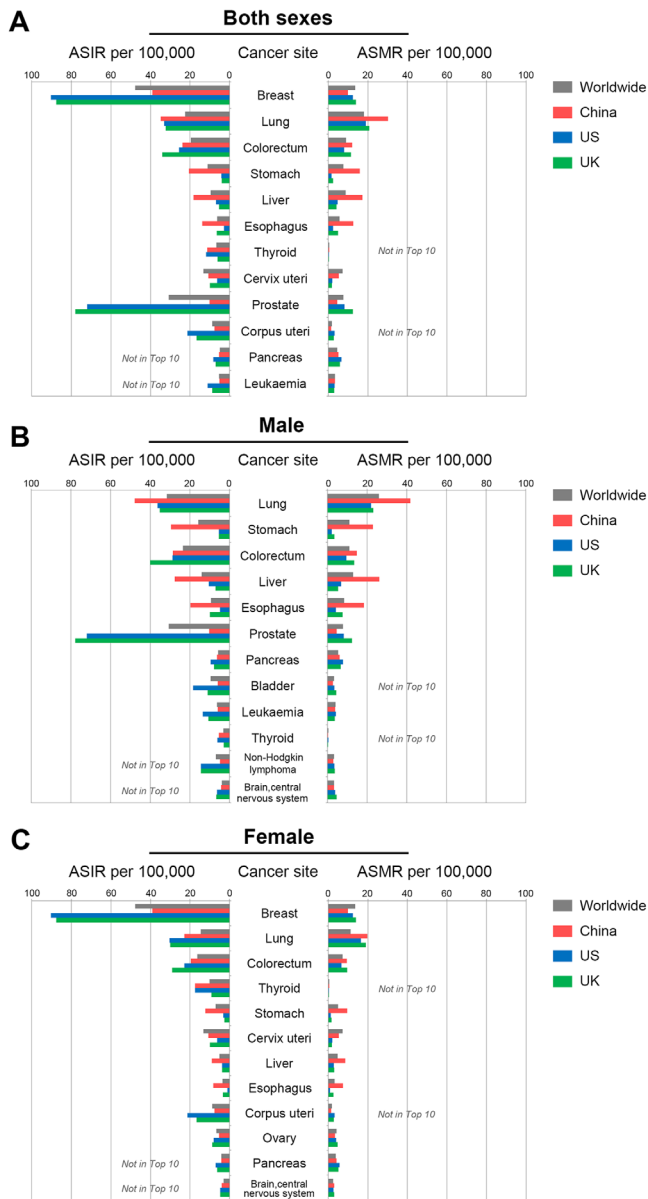 A
Both sexes
ASIR per 100,000 Cancer site ASMR per 100,000
100 80 60 40 20 0 0 20 40 60 80 100
Breast
Lung
Colorectum
Stomach
Liver
Esophagus
Thyroid Not in Top 10
Cervix uteri
Prostate
Corpus uteri Not in Top 10
Not in Top 10 Pancreas
Not in Top 10 Leukaemia
Worldwide
China
US
UK
B
Male
ASIR per 100,000 Cancer site ASMR per 100,000
100 80 60 40 20 0 0 20 40 60 80 100
Lung
Stomach
Colorectum
Liver
Esophagus
Prostate
Pancreas
Bladder Not in Top 10
Leukaemia
Thyroid Not in Top 10
Not in Top 10 Non-Hodgkin
lymphoma
Not in Top 10 Brain,central
nervous system
Worldwide
China
US
UK
C
Female
ASIR per 100,000 Cancer site ASMR per 100,000
100 80 60 40 20 0 0 20 40 60 80 100
Breast
Lung
Colorectum
Thyroid Not in Top 10
Stomach
Cervix uteri
Liver
Esophagus
Corpus uteri Not in Top 10
Ovary
Not in Top 10 Pancreas
Not in Top 10 Brain,central
nervous system
Worldwide
China
US
UK